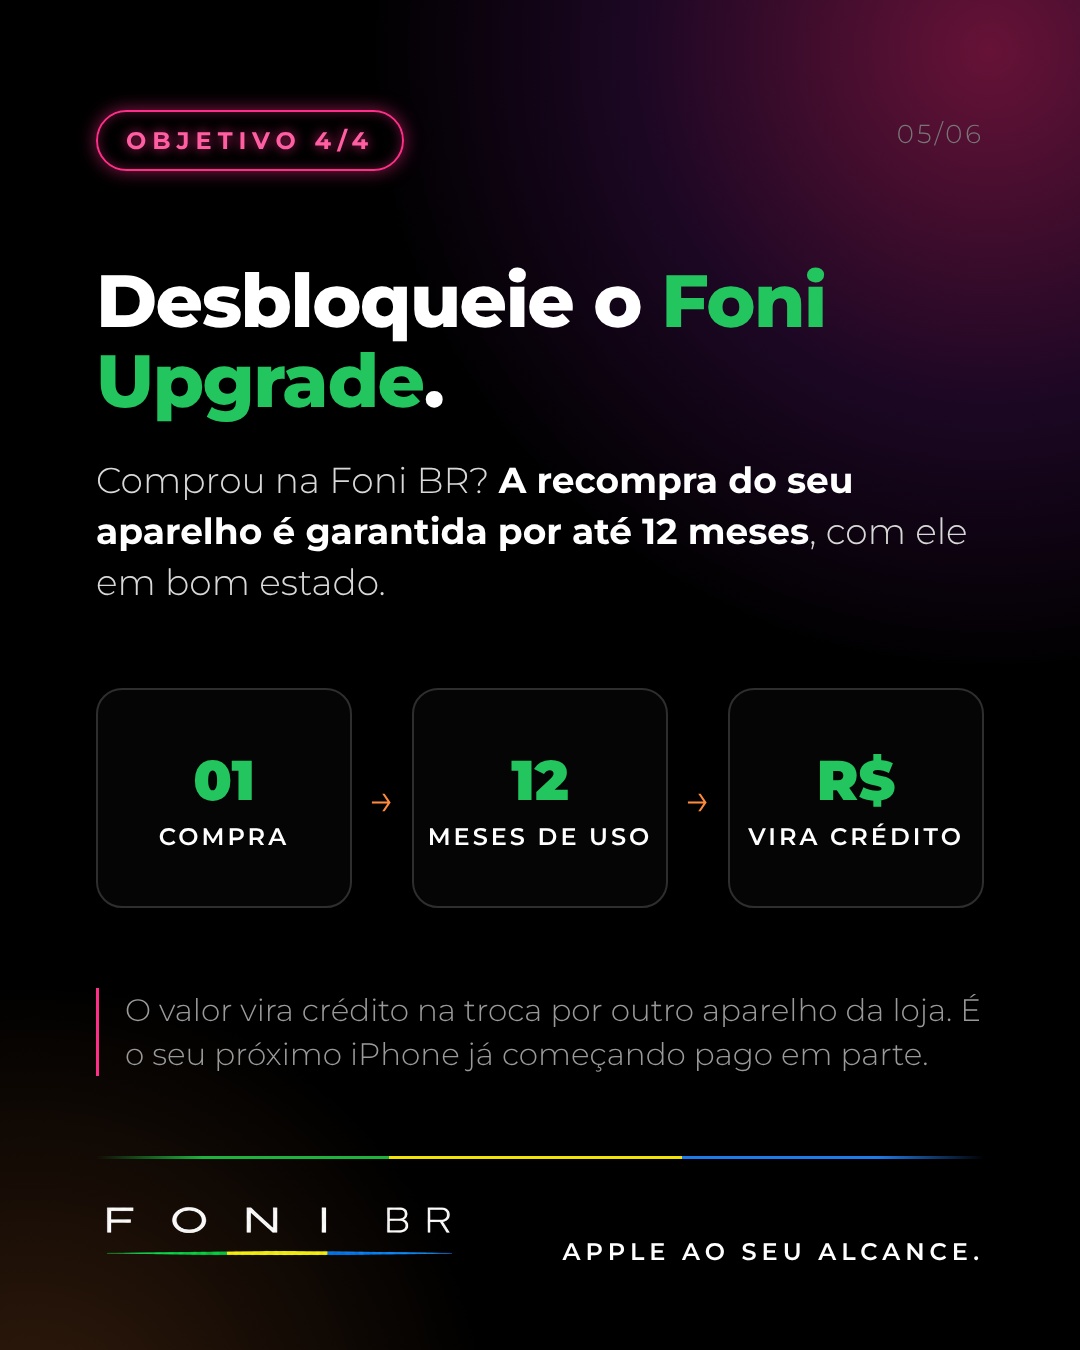 OBJETIVO 4/4
05/06
Desbloqueie o Foni
Upgrade.
Comprou na Foni BR? A recompra do seu
aparelho é garantida por até 12 meses, com ele
em bom estado.
01
COMPRA
→
12
MESES DE USO
→
R$
VIRA CRÉDITO
O valor vira crédito na troca por outro aparelho da loja. É
o seu próximo iPhone já começando pago em parte.
FONI BR
APPLE AO SEU ALCANCE.